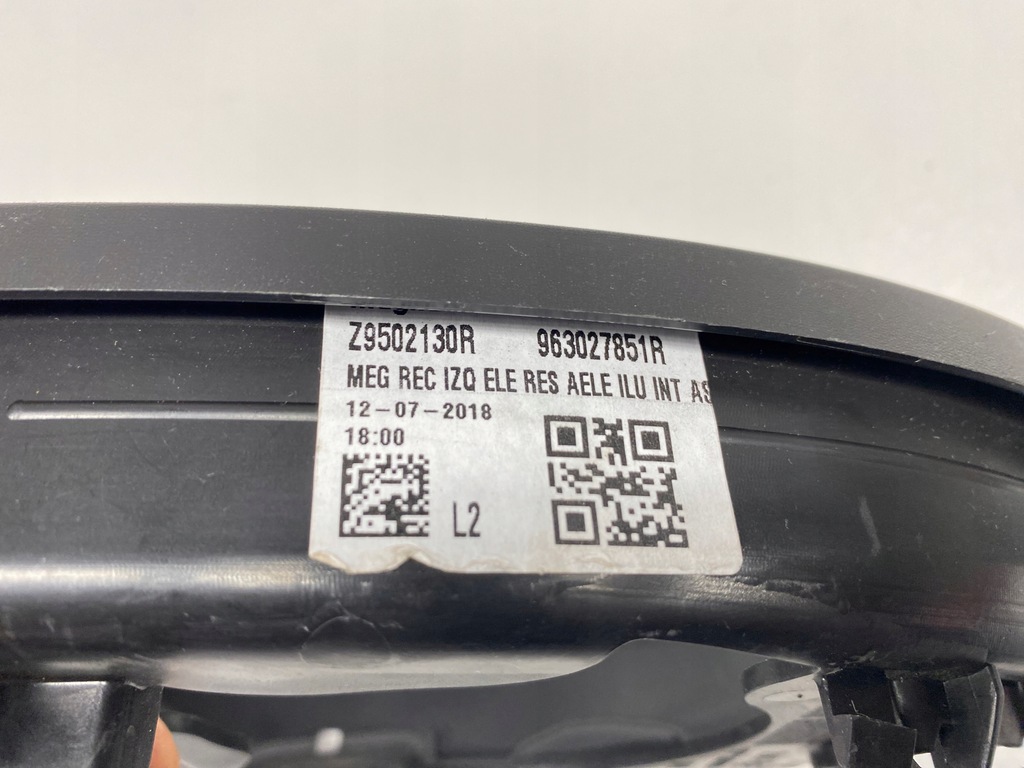 Z9502130R 963027851R
MEG REC IZQ ELE RES AELE ILU INT AS
12-07-2018
18:00
L2